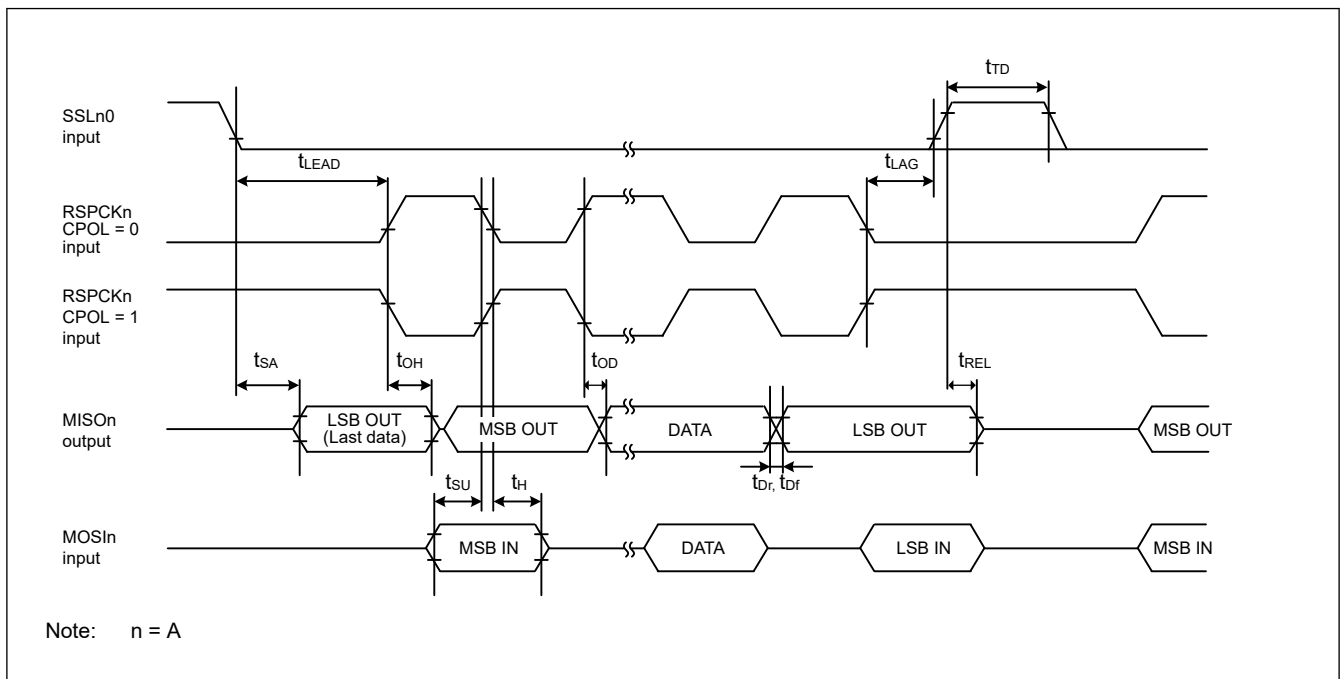 tTD
SSLn0
input
tLEAD
tLAG
RSPCKn
CPOL = 0
input
RSPCKn
CPOL = 1
input
tSA
tOH
tOD
tREL
MISOn
output
LSB OUT
(Last data)
MSB OUT
DATA
LSB OUT
MSB OUT
tSU
tH
tDr, tDf
MOSIn
input
MSB IN
DATA
LSB IN
MSB IN
Note: n = A